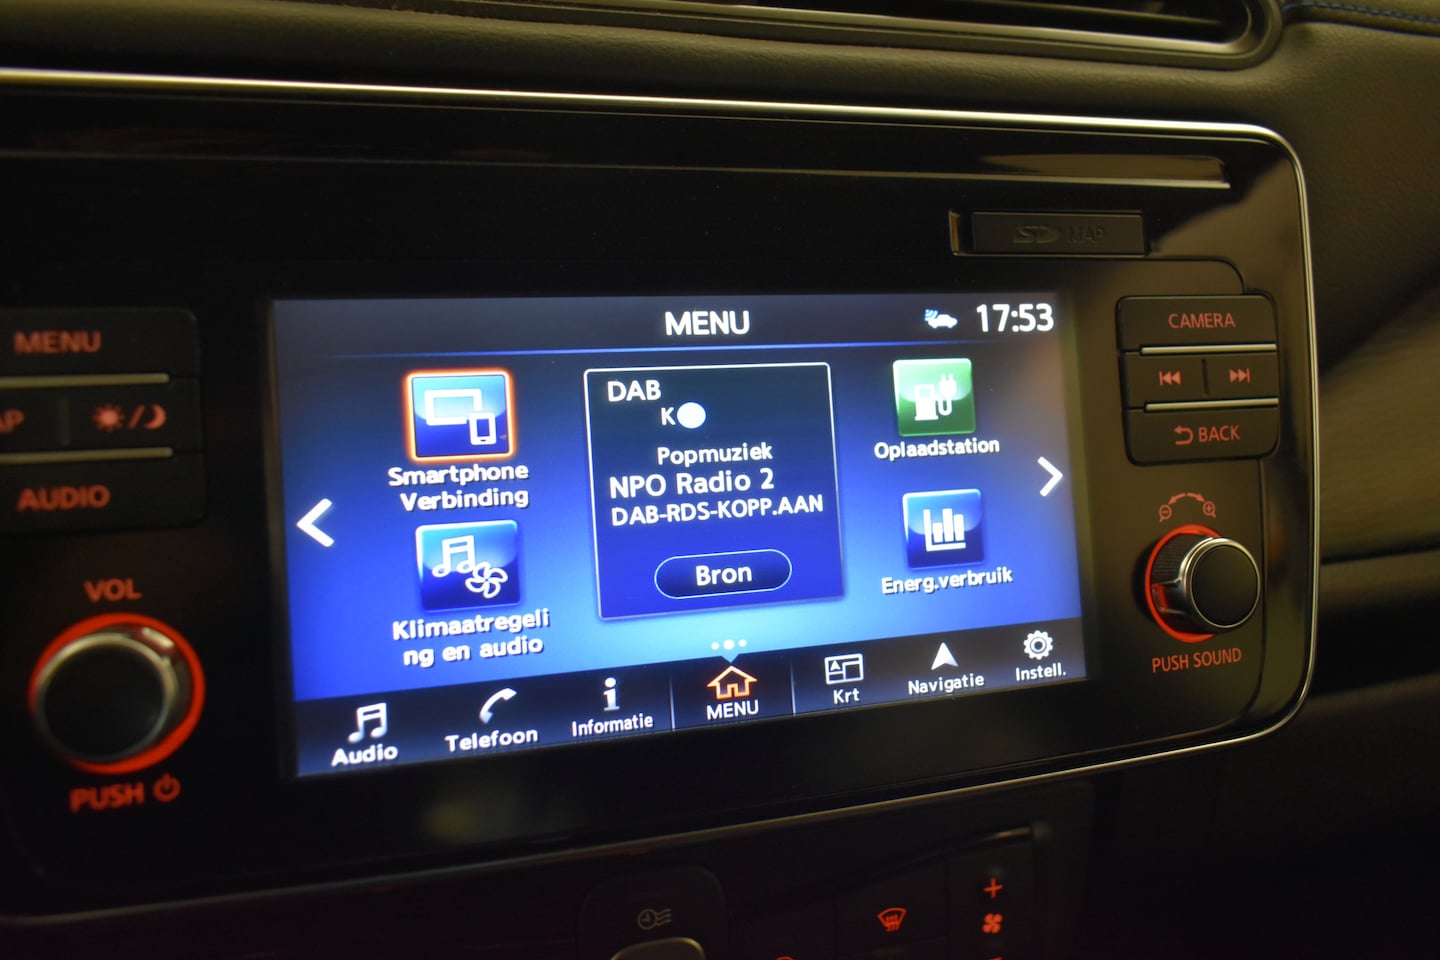 SD MAP
MENU
AUDIO
VOL
PUSH
MENU
17:53
Smartphone
Verbinding
Klimaatregeli
ng en audio
DAB
K
Popmuziek
NPO Radio 2
DAB-RDS-KOPP.AAN
Bron
Oplaadstation
Energ.verbruik
Audio
Telefoon
Informatie
MENU
Krt
Navigatie
Instell.
CAMERA
BACK
PUSH SOUND